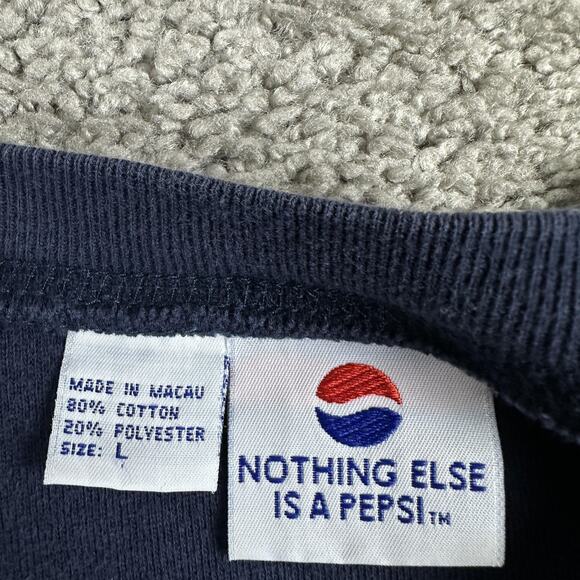 MADE IN MACAU
80% COTTON
20% POLYESTER
SIZE: L
NOTHING ELSE
IS A PEPSI™